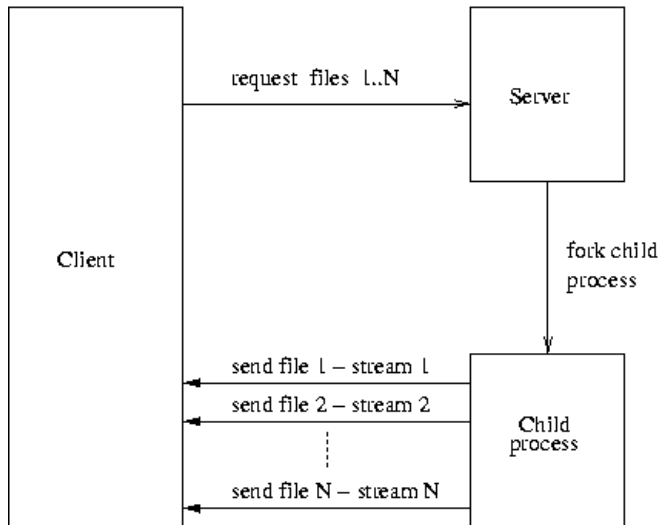 request files 1..N
Server
Client
fork child
process
send file 1 – stream 1
send file 2 – stream 2
Child
process
send file N – stream N